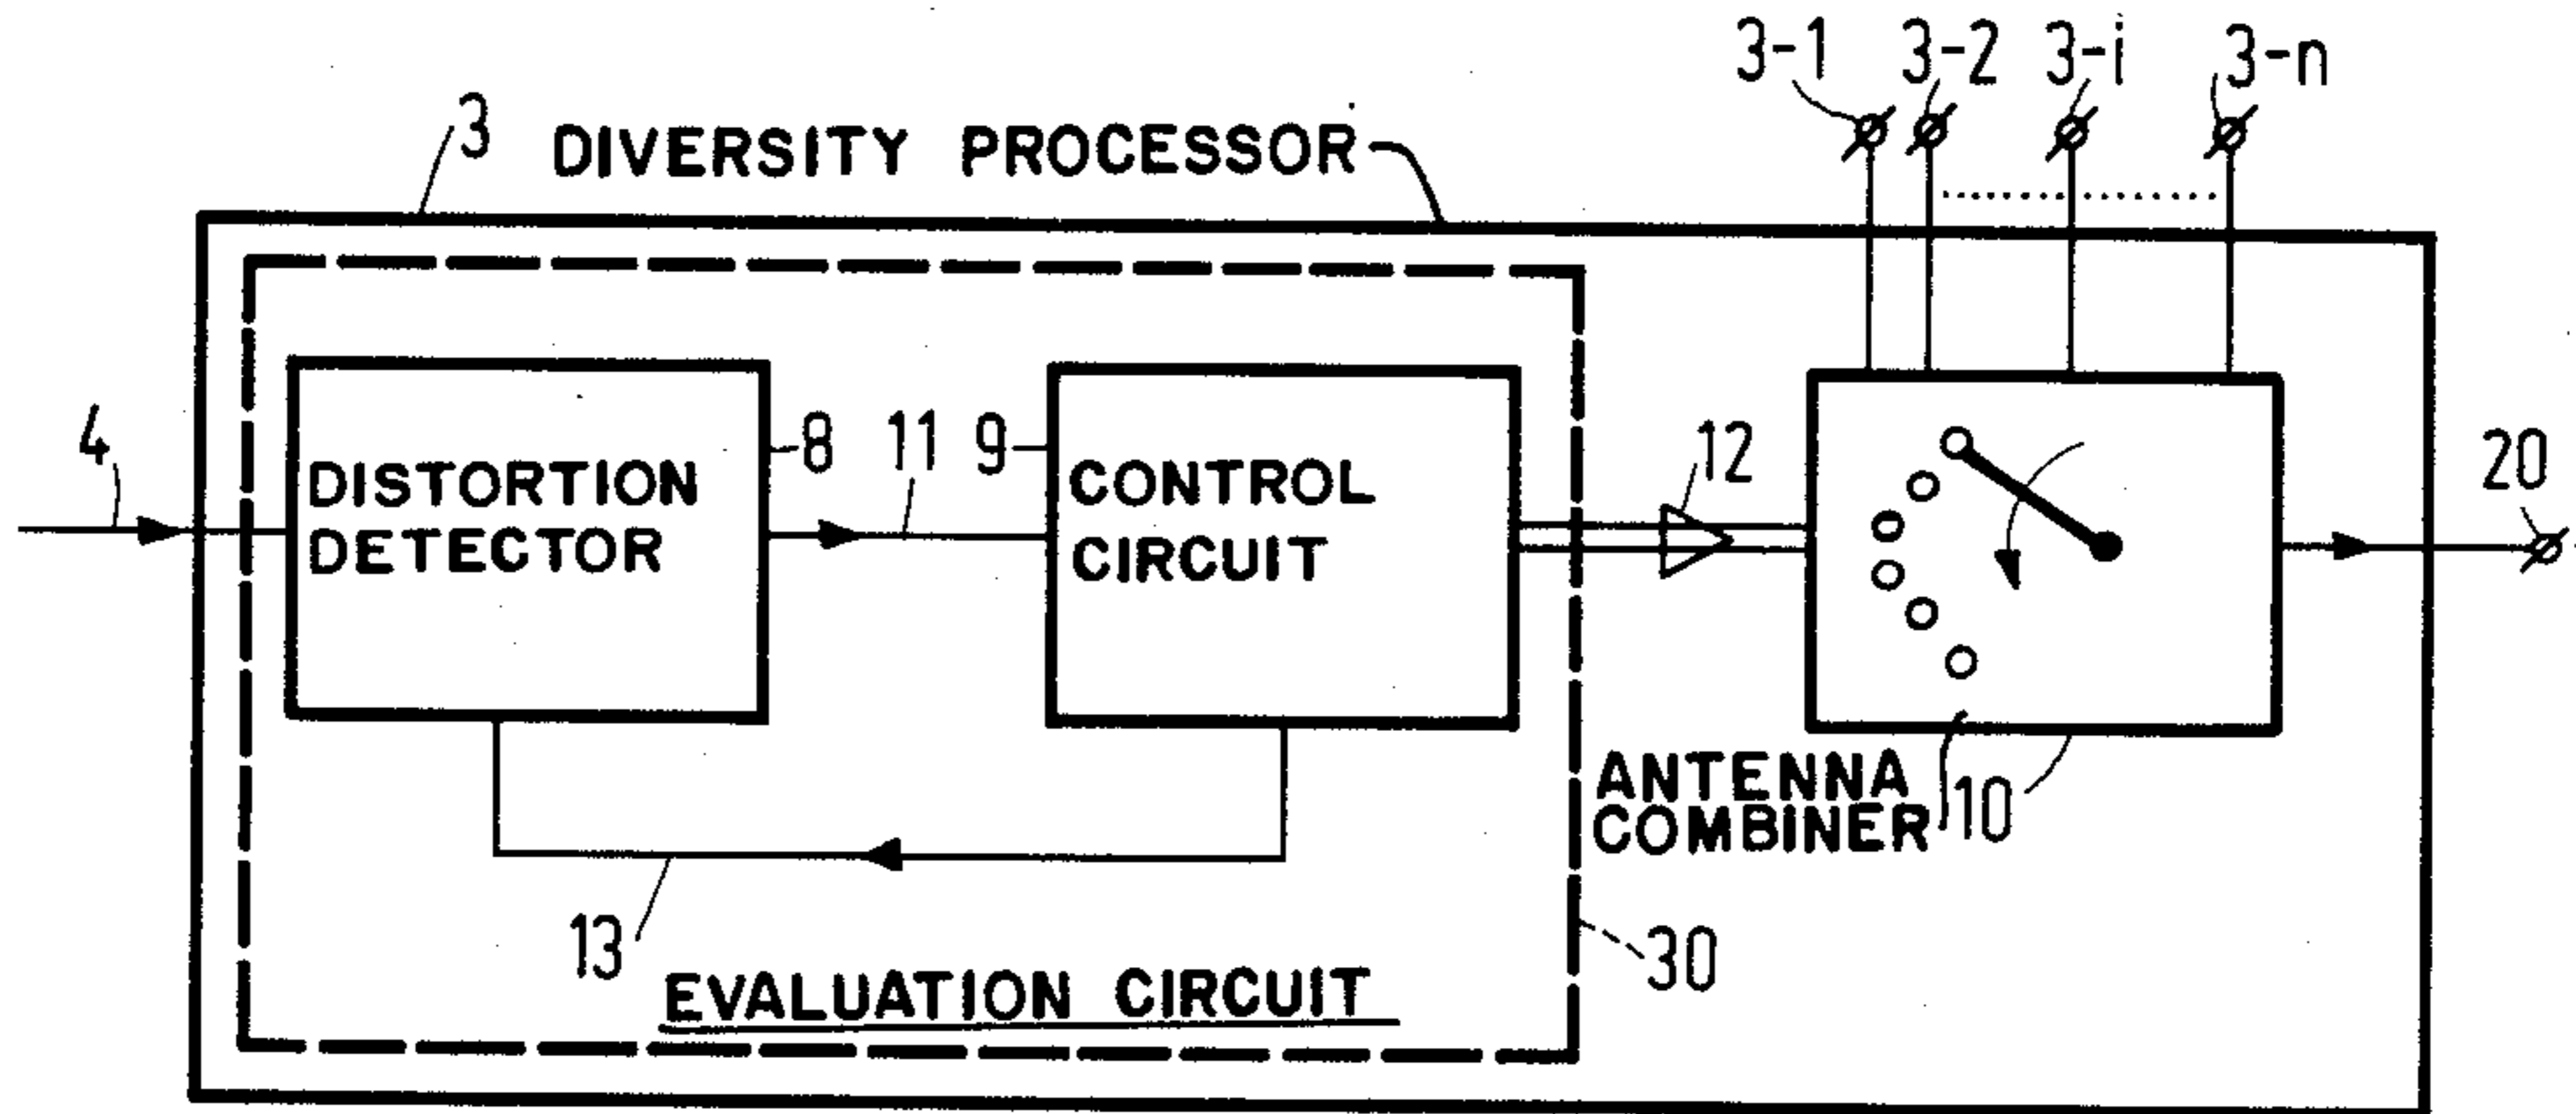 3-1 3-2 3-i 3-n
3 DIVERSITY PROCESSOR
4
DISTORTION
DETECTOR
8
11
9
CONTROL
CIRCUIT
12
20
ANTENNA
COMBINER
10
13
30
EVALUATION CIRCUIT